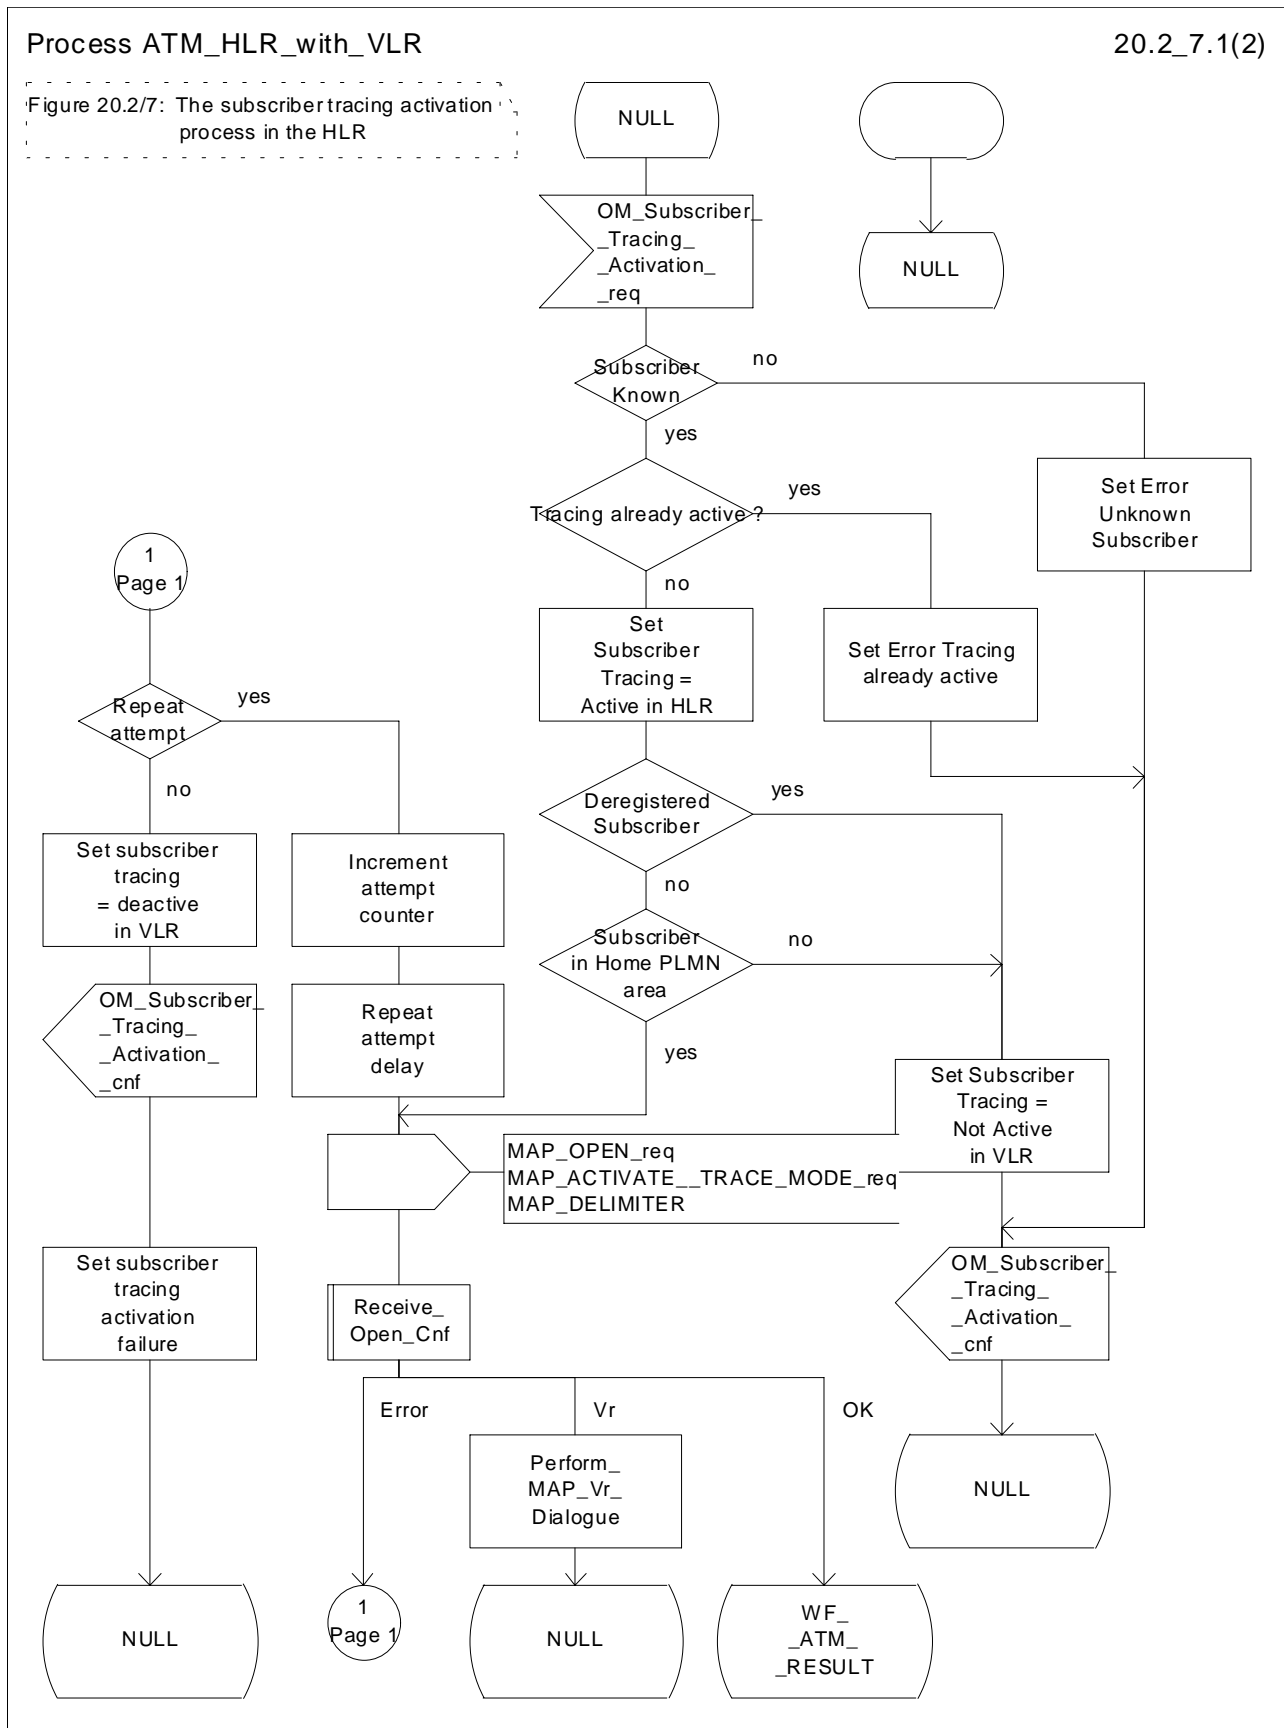 Process ATM_HLR_with_VLR
20.2_7.1(2)
Figure 20.2/7: The subscriber tracing activation
process in the HLR
NULL
OM_Subscriber_
_Tracing_
_Activation_
_req
NULL
Subscriber
Known
no
yes
Tracing already active ?
yes
no
Set Error
Unknown
Subscriber
1
Page 1
Set
Subscriber
Tracing =
Active in HLR
Set Error Tracing
already active
Repeat
attempt
yes
no
Deregistered
Subscriber
yes
no
Set subscriber
tracing
= deactive
in VLR
Increment
attempt
counter
Subscriber
in Home PLMN
area
no
yes
OM_Subscriber_
_Tracing_
_Activation_
_cnf
Repeat
attempt
delay
Set Subscriber
Tracing =
Not Active
in VLR
MAP_OPEN_req
MAP_ACTIVATE__TRACE_MODE_req
MAP_DELIMITER
Set subscriber
tracing
activation
failure
Receive_
Open_Cnf
OM_Subscriber_
_Tracing_
_Activation_
_cnf
Error
Vr
OK
Perform_
MAP_Vr_
Dialogue
NULL
NULL
1
Page 1
NULL
WF_
_ATM_
_RESULT